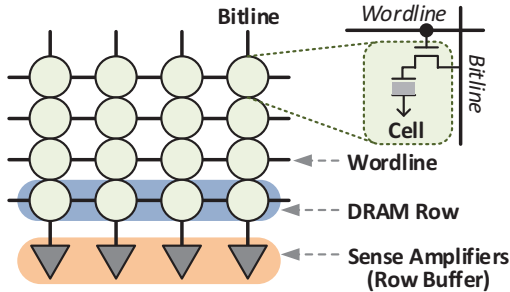 Bitline
Wordline
Bitline
Cell
Wordline
DRAM Row
Sense Amplifiers
(Row Buffer)